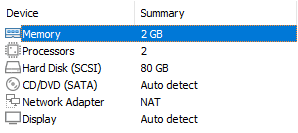 Device Summary
Memory 2 GB
Processors 2
Hard Disk (SCSI) 80 GB
CD/DVD (SATA) Auto detect
Network Adapter NAT
Display Auto detect